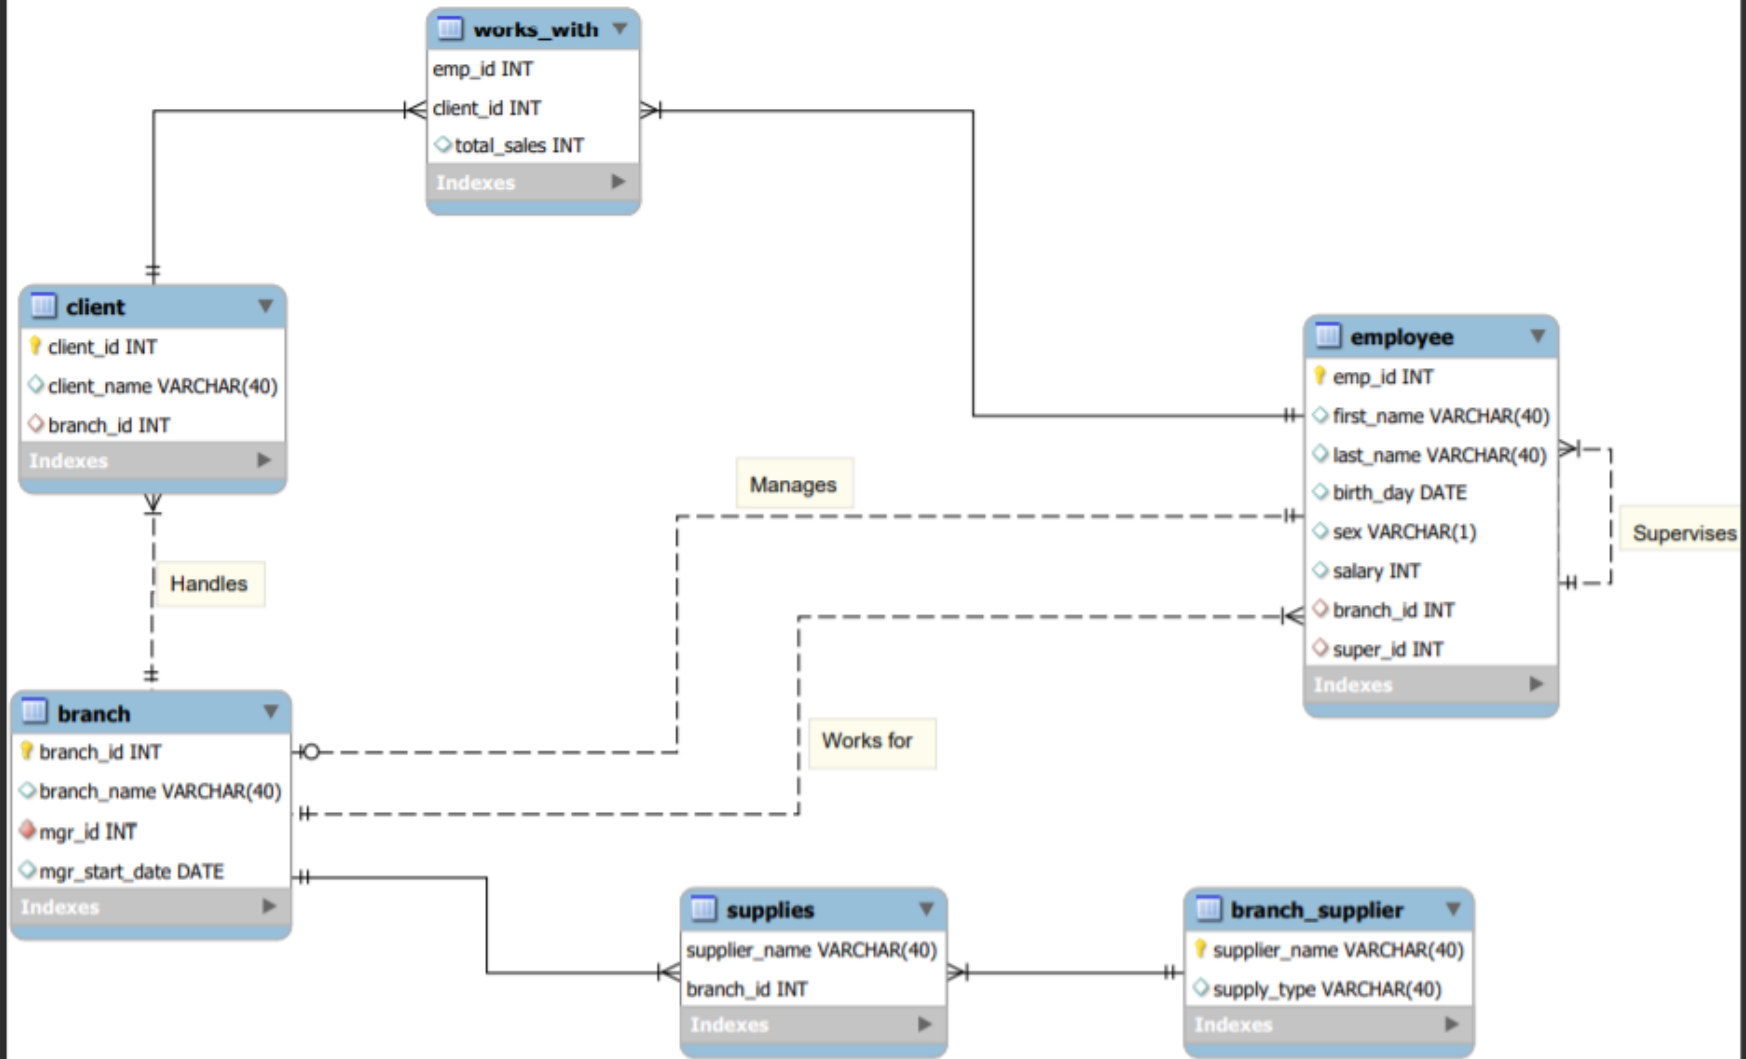 works_with
emp_id INT
client_id INT
total_sales INT
Indexes
client
client_id INT
client_name VARCHAR(40)
branch_id INT
Indexes
employee
emp_id INT
first_name VARCHAR(40)
last_name VARCHAR(40)
birth_day DATE
sex VARCHAR(1)
salary INT
branch_id INT
super_id INT
Indexes
Manages
Supervises
Handles
Works for
branch
branch_id INT
branch_name VARCHAR(40)
mgr_id INT
mgr_start_date DATE
Indexes
supplies
supplier_name VARCHAR(40)
branch_id INT
Indexes
branch_supplier
supplier_name VARCHAR(40)
supply_type VARCHAR(40)
Indexes